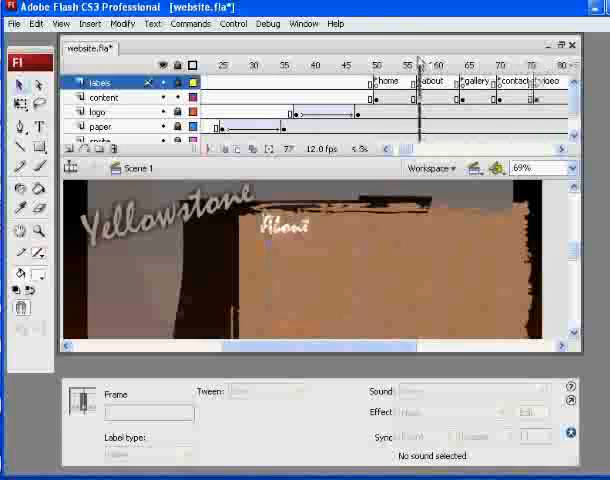 Adobe Flash CS3 Professional - [website.fla*]
File Edit View Insert Modify Text Commands Control Debug Window Help
website.fla*
Fl
25 30 35 40 45 50 55 60 65 70 75 80
labels
home about gallery contact video
content
logo
paper
12.0 fps
Scene 1
Workspace
69%
Yellowstone
About
Frame
Tween:
Sound:
Effect:
Edit
Label type:
Sync:
No sound selected